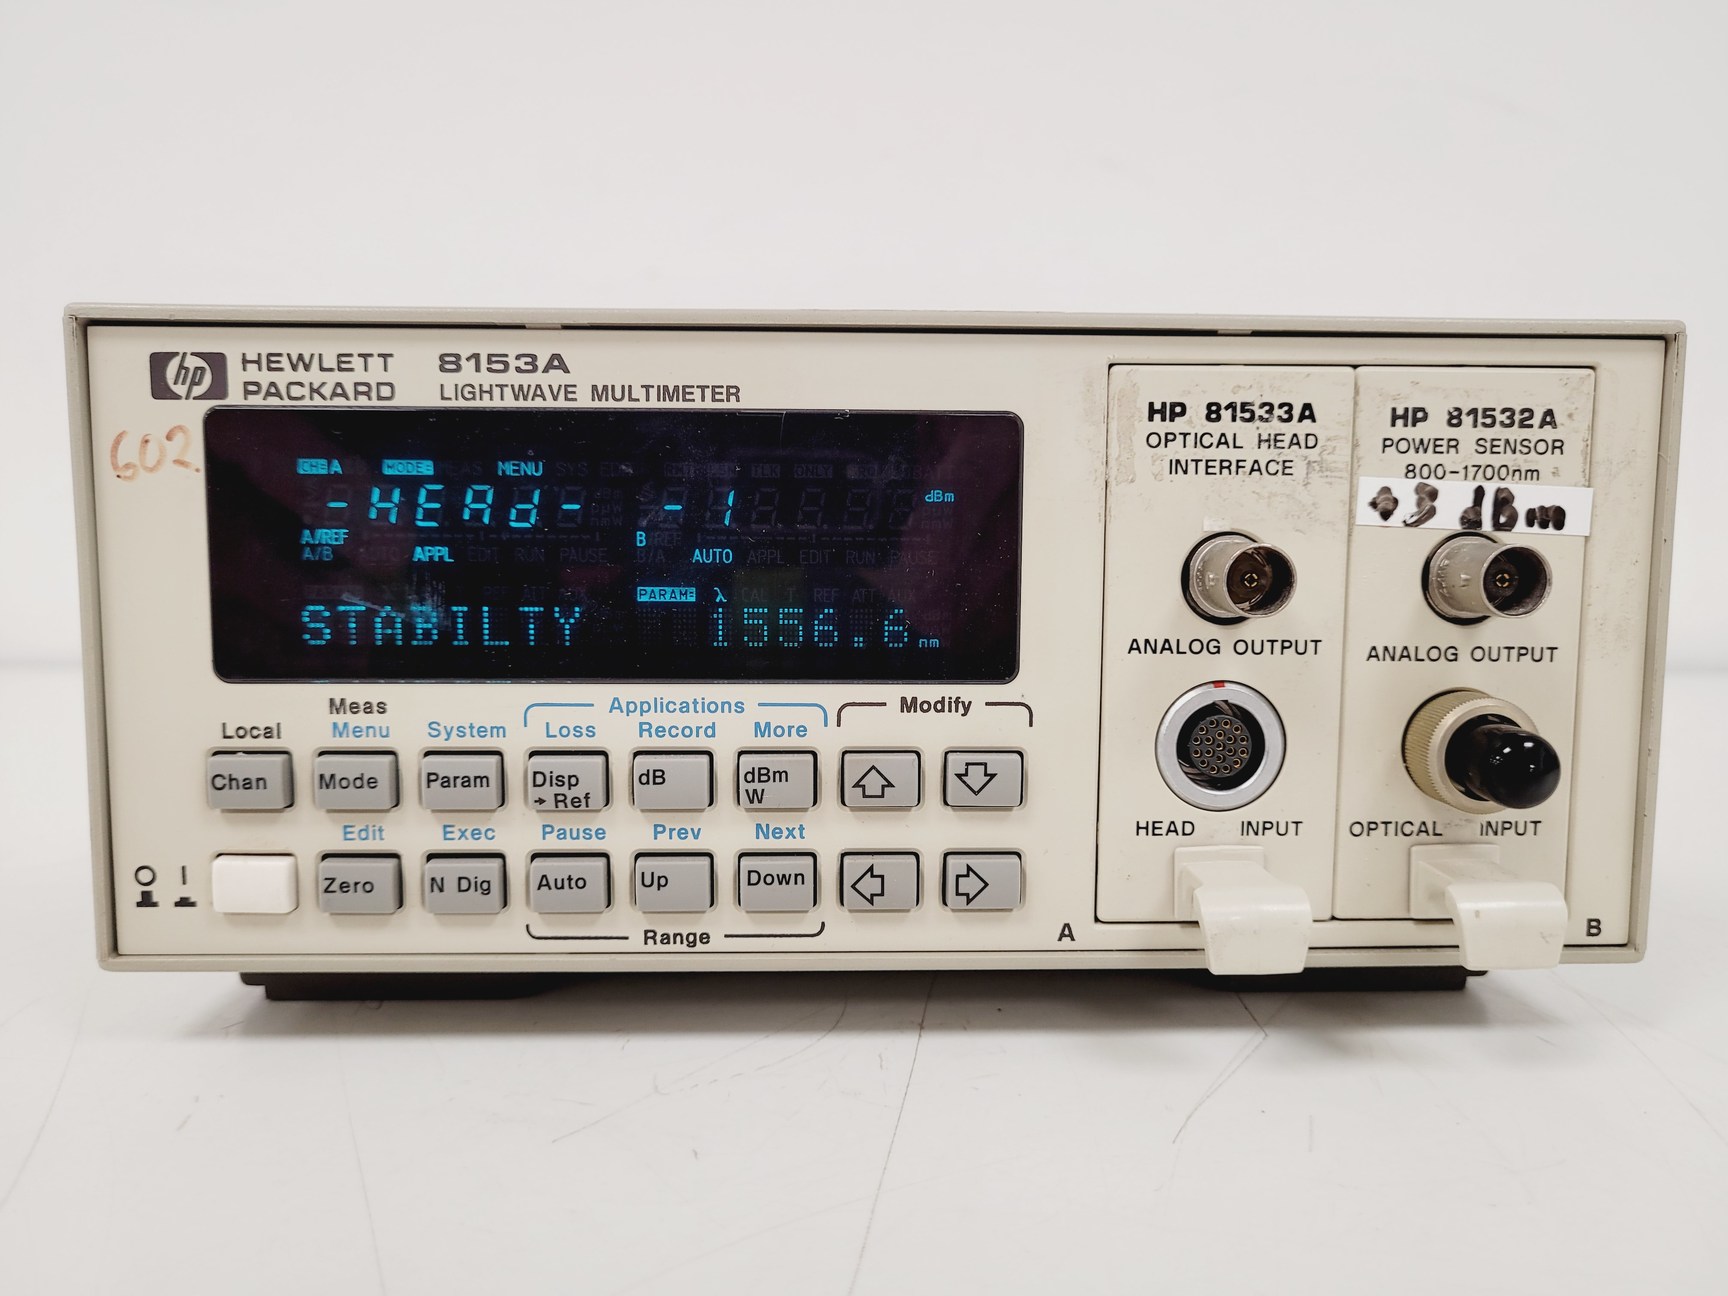 hp HEWLETT PACKARD 8153A
LIGHTWAVE MULTIMETER
602.
CH= A MODE= MENU
-HEAd- -1 dBm
A/REF B
A/B APPL AUTO
PARAM= λ
STABILTY 1556.6 nm
HP 81533A
OPTICAL HEAD
INTERFACE
ANALOG OUTPUT
HEAD INPUT
A
HP 81532A
POWER SENSOR
800-1700nm
+3 dBm
ANALOG OUTPUT
OPTICAL INPUT
B
Meas Applications Modify
Local Menu System Loss Record More
Chan Mode Param Disp → Ref dB dBm W
Edit Exec Pause Prev Next
Zero N Dig Auto Up Down
Range